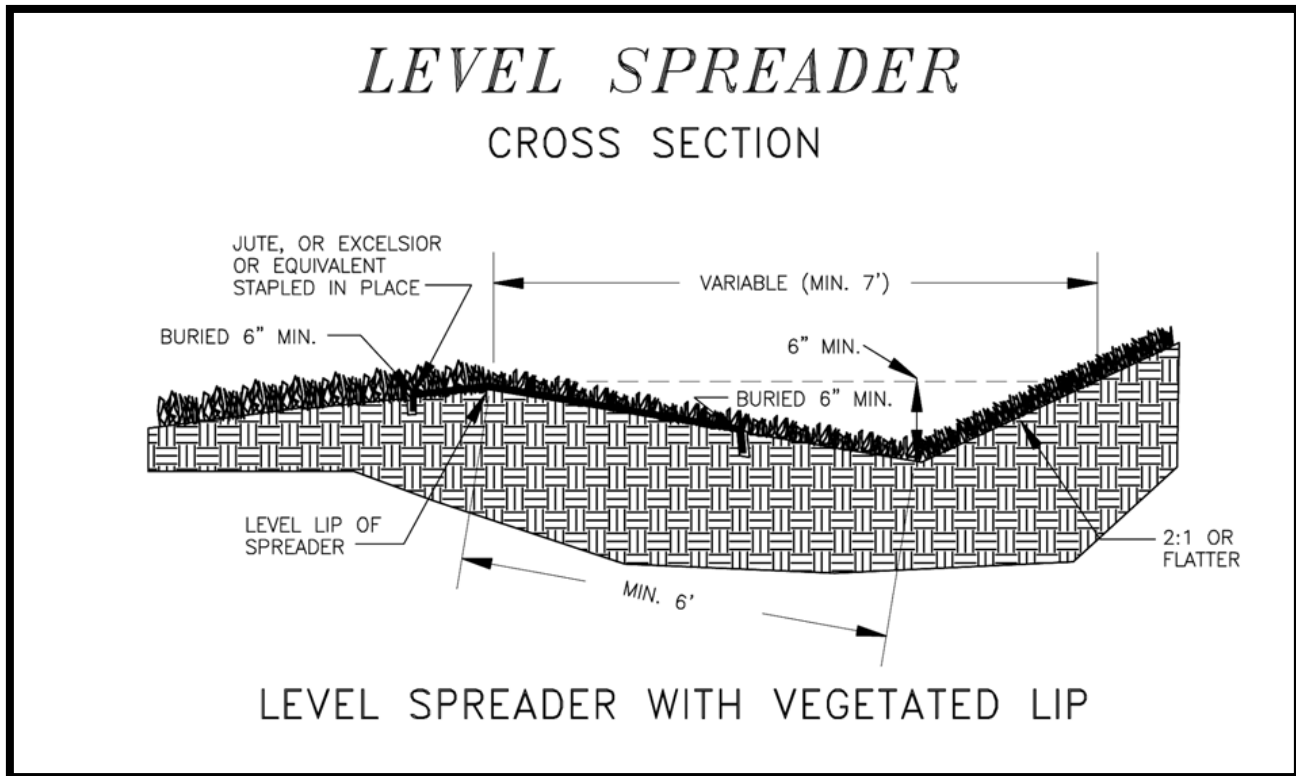 LEVEL SPREADER
CROSS SECTION
JUTE, OR EXCELSIOR
OR EQUIVALENT
STAPLED IN PLACE
VARIABLE (MIN. 7')
BURIED 6" MIN.
6" MIN.
BURIED 6" MIN.
LEVEL LIP OF
SPREADER
2:1 OR
FLATTER
MIN. 6'
LEVEL SPREADER WITH VEGETATED LIP